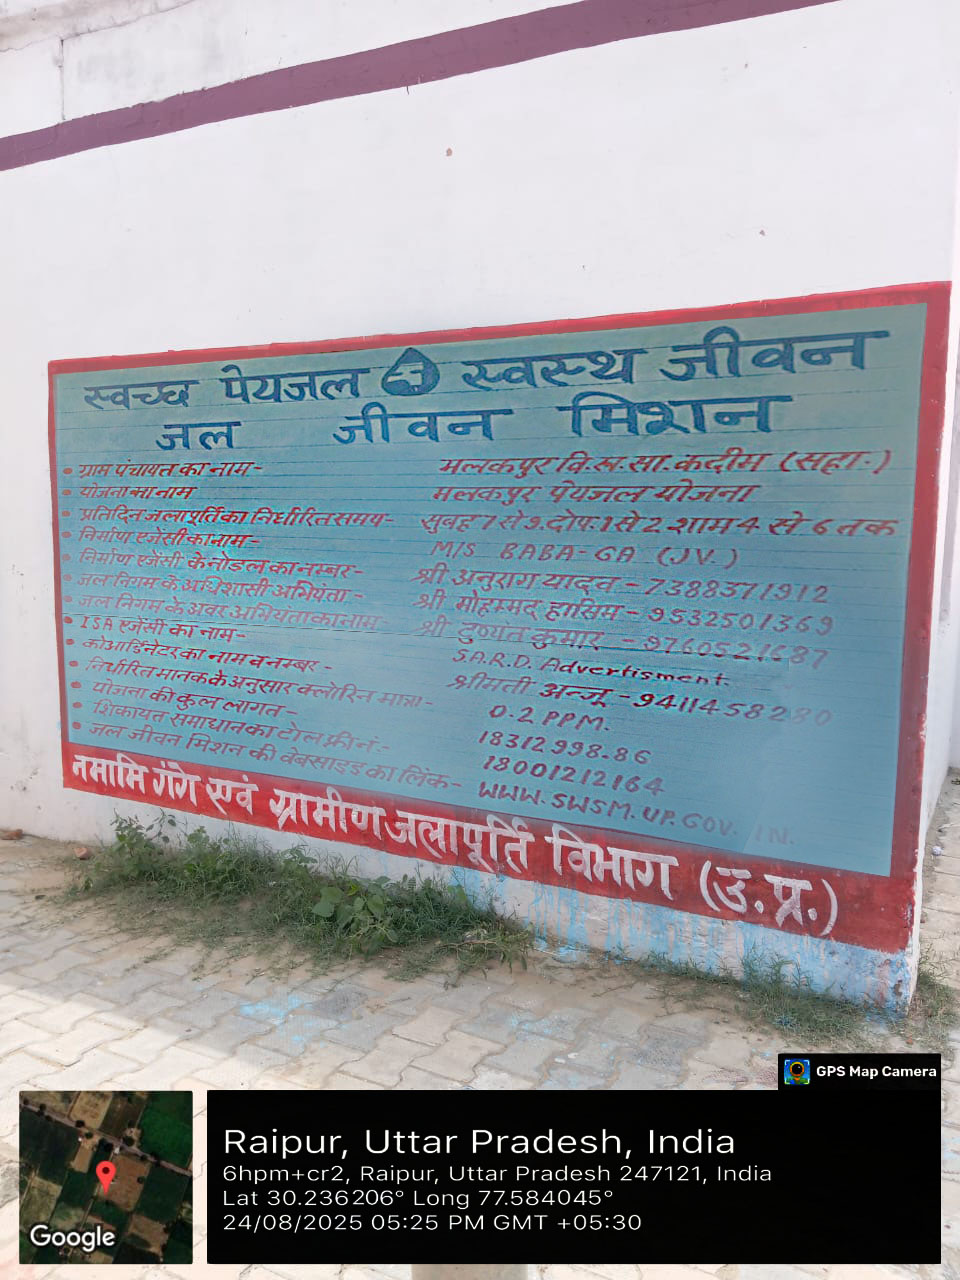 स्वच्छ पेयजल स्वस्थ जीवन
जल जीवन मिशन
• ग्राम पंचायत का नाम - मलकपुर वि.ख. सा. कदीम (सहा.)
• योजना का नाम मलकपुर पेयजल योजना
• प्रतिदिन जलापूर्ति का निर्धारित समय - सुबह 7 से 9. दोप: 1 से 2 शाम 4 से 6 तक
• निर्माण एजेंसी का नाम - M/S BABA-GA (JV.)
• निर्माण एजेंसी के नोडल का नम्बर - श्री अनुराग यादव - 7388371912
• जल निगम के अधिशासी अभियंता - श्री मोहम्मद हासिम - 9532501369
• जल निगम के अवर अभियंता का नाम - श्री दुष्यंत कुमार - 9760521687
• ISA एजेंसी का नाम - S.A.R.D. Advertisment.
• कोआर्डिनेटर का नाम व नम्बर - श्रीमती अन्जू - 9411458280
• निर्धारित मानक के अनुसार क्लोरिन मात्रा - 0.2 PPM.
• योजना की कुल लागत - 18312998.86
• शिकायत समाधान का टोल फ्री नं:- 18001212164
• जल जीवन मिशन की वेबसाइड का लिंक - WWW.SWSM.UP.GOV.IN.
नमामि गंगे एवं ग्रामीण जलापूर्ति विभाग (उ.प्र.)
GPS Map Camera
Raipur, Uttar Pradesh, India
6hpm+cr2, Raipur, Uttar Pradesh 247121, India
Lat 30.236206° Long 77.584045°
24/08/2025 05:25 PM GMT +05:30
Google